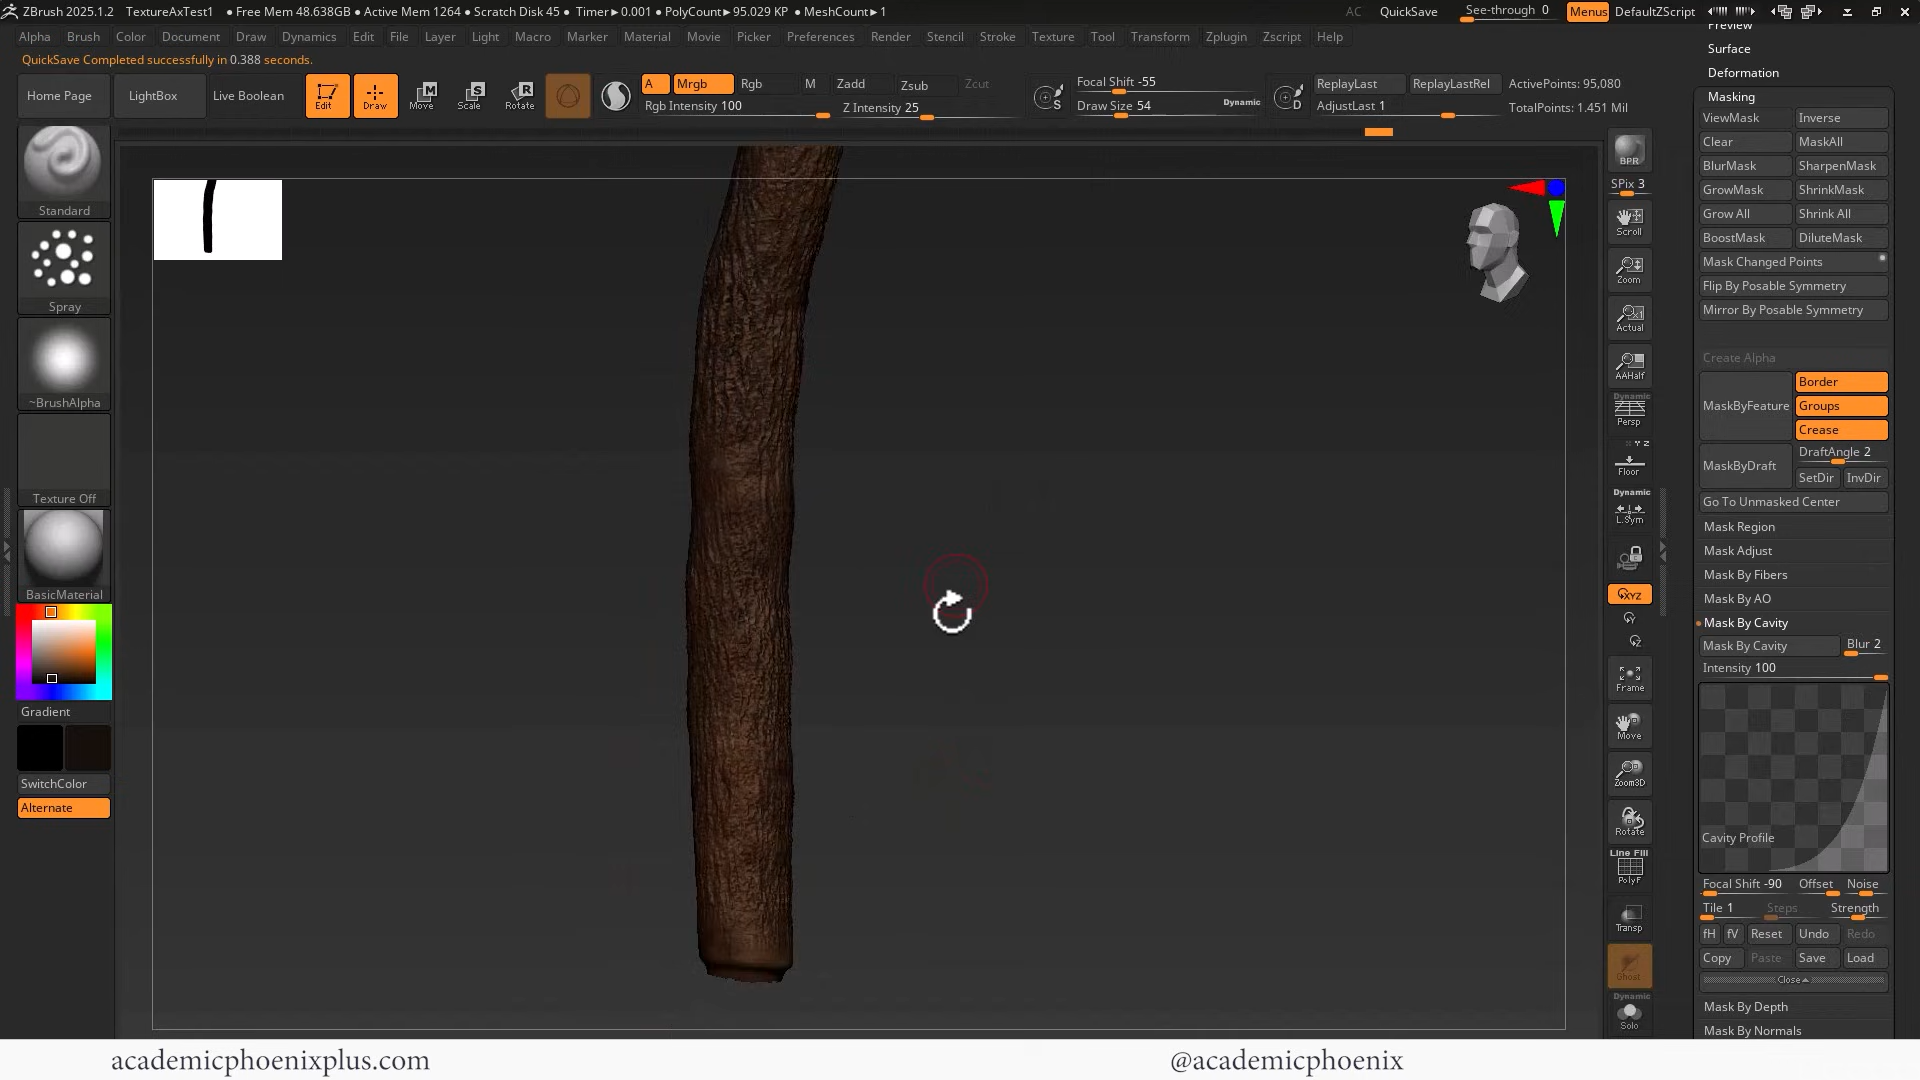 ZBrush 2025.1.2 TextureAxTest1 ● Free Mem 48.638GB ● Active Mem 1264 ● Scratch Disk 45 ● Timer►0.001 ● PolyCount►95.029 KP ● MeshCount►1 AC QuickSave See-through 0 Menus DefaultZScript
Alpha Brush Color Document Draw Dynamics Edit File Layer Light Macro Marker Material Movie Picker Preferences Render Stencil Stroke Texture Tool Transform Zplugin Zscript Help
QuickSave Completed successfully in 0.388 seconds.
Home Page LightBox Live Boolean Edit Draw Move Scale Rotate
A Mrgb Rgb M Zadd Zsub Zcut
Rgb Intensity 100 Z Intensity 25
Focal Shift -55
Draw Size 54 Dynamic
ReplayLast ReplayLastRel ActivePoints: 95,080
AdjustLast 1 TotalPoints: 1.451 Mil
Standard
Spray
~BrushAlpha
Texture Off
BasicMaterial
Gradient
SwitchColor
Alternate
BPR
SPix 3
Scroll
Zoom
Actual
AAHalf
Dynamic
Persp
Floor
Dynamic
L.Sym
XYZ
Y
Z
Frame
Move
Zoom3D
Rotate
Line Fill
PolyF
Transp
Ghost
Dynamic
Solo
Preview
Surface
Deformation
Masking
ViewMask Inverse
Clear MaskAll
BlurMask SharpenMask
GrowMask ShrinkMask
Grow All Shrink All
BoostMask DiluteMask
Mask Changed Points
Flip By Posable Symmetry
Mirror By Posable Symmetry
Create Alpha
MaskByFeature Border
Groups
Crease
MaskByDraft DraftAngle 2
SetDir InvDir
Go To Unmasked Center
Mask Region
Mask Adjust
Mask By Fibers
Mask By AO
Mask By Cavity
Mask By Cavity Blur 2
Intensity 100
Cavity Profile
Focal Shift -90 Offset Noise
Tile 1 Steps Strength
fH fV Reset Undo Redo
Copy Paste Save Load
Close
Mask By Depth
Mask By Normals
academicphoenixplus.com @academicphoenix